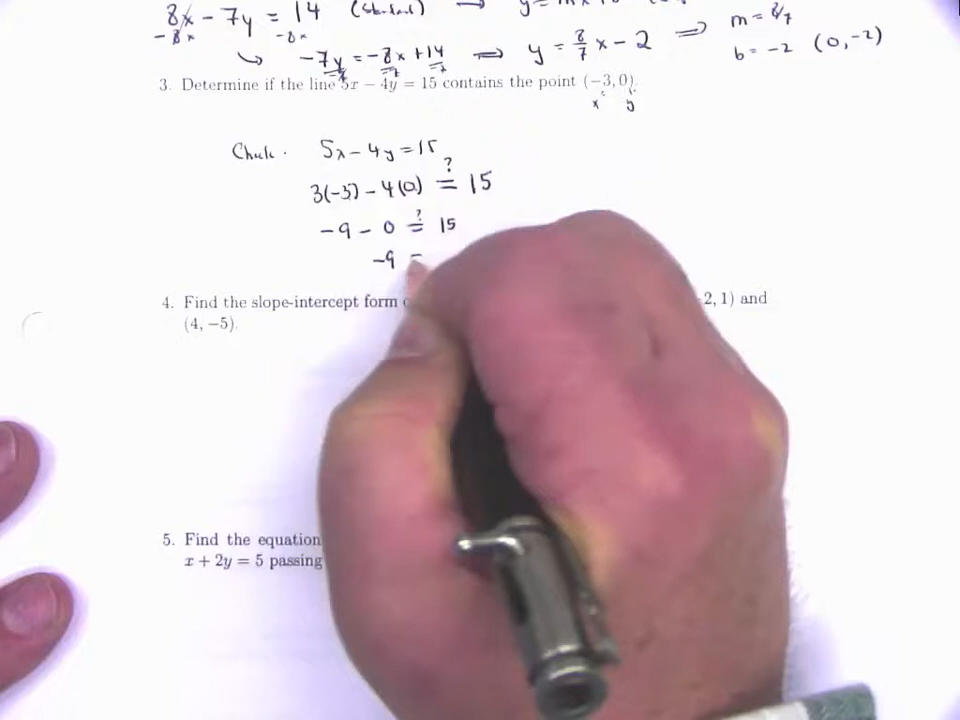 8x - 7y = 14 (Standard) →
-8x -8x
↳ -7y = -8x + 14 ⟹ y = 8/7 x - 2 ⟹ m = 8/7
-7 -7 -7 b = -2 (0, -2)
3. Determine if the line 5x − 4y = 15 contains the point (−3, 0).
x y
Check. 5x - 4y = 15
3(-3) - 4(0) ?= 15
-9 - 0 ?= 15
-9 =
4. Find the slope-intercept form 2, 1) and
(4, −5).
5. Find the equation
x + 2y = 5 passing